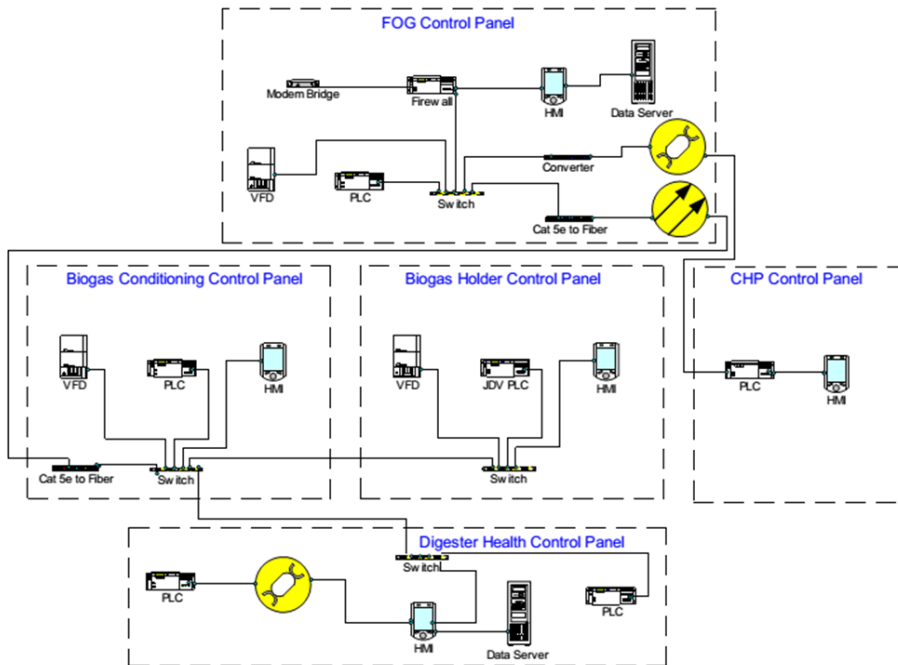 FOG Control Panel
Modem Bridge
Firew all
HMI
Data Server
VFD
PLC
Switch
Converter
Cat 5e to Fiber
Biogas Conditioning Control Panel
VFD
PLC
HMI
Cat 5e to Fiber
Switch
Biogas Holder Control Panel
VFD
JDV PLC
HMI
Switch
CHP Control Panel
PLC
HMI
Digester Health Control Panel
Switch
PLC
HMI
Data Server
PLC